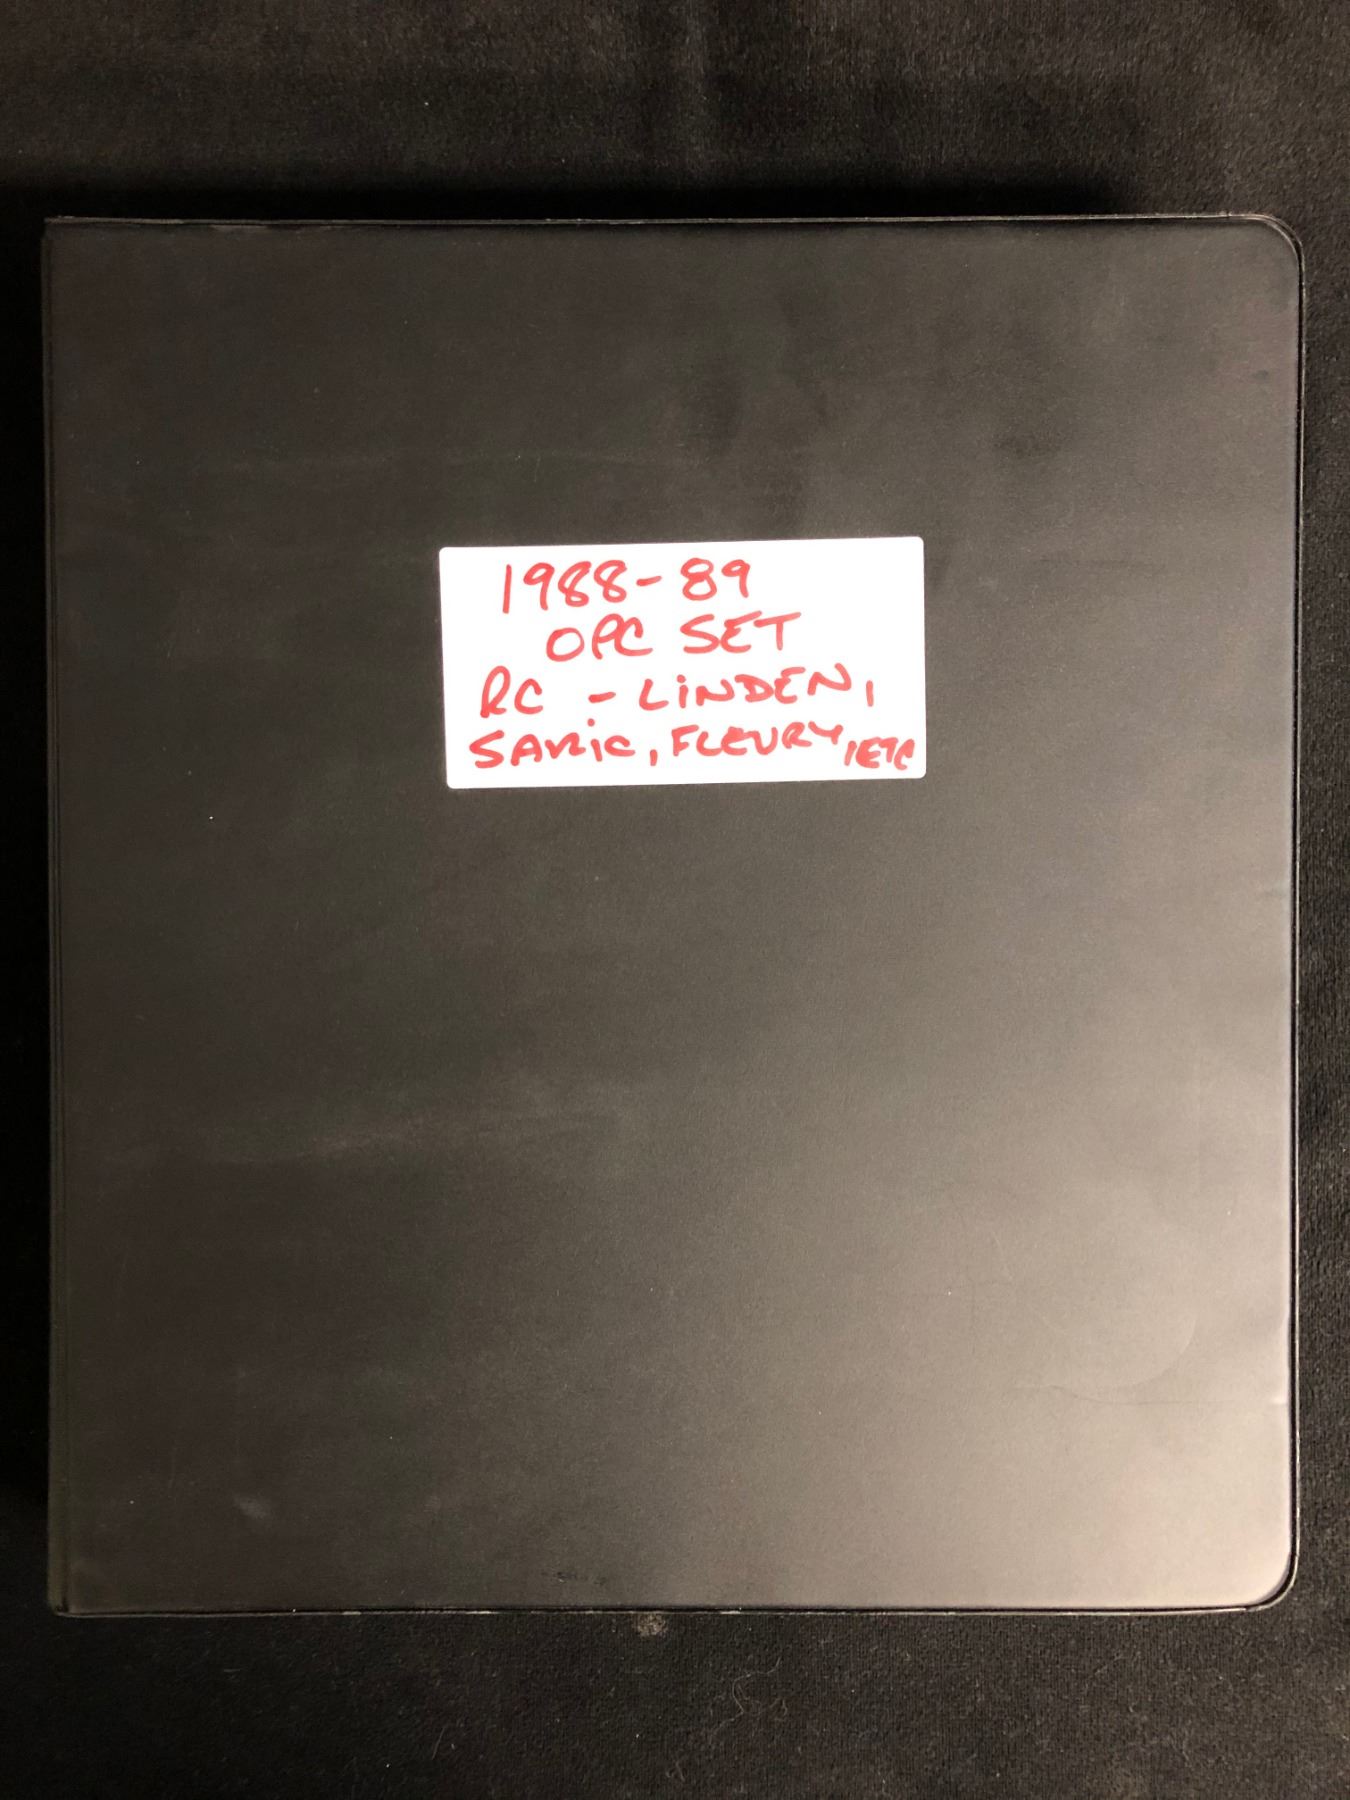 1988-89
OPC SET
RC - LINDEN,
SAKIC, FLEURY, ETC